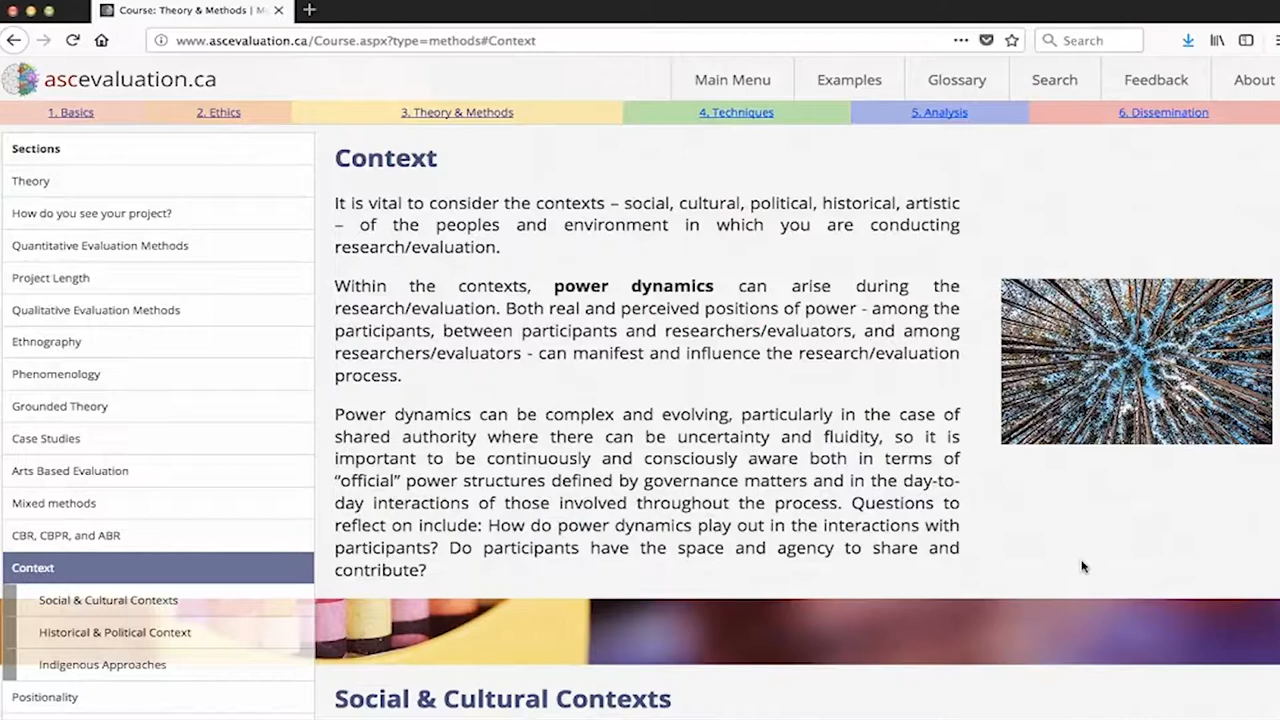 Course: Theory & Methods | M
www.ascevaluation.ca/Course.aspx?type=methods#Context
Search
ascevaluation.ca
Main Menu
Examples
Glossary
Search
Feedback
About
1. Basics
2. Ethics
3. Theory & Methods
4. Techniques
5. Analysis
6. Dissemination
Sections
Theory
How do you see your project?
Quantitative Evaluation Methods
Project Length
Qualitative Evaluation Methods
Ethnography
Phenomenology
Grounded Theory
Case Studies
Arts Based Evaluation
Mixed methods
CBR, CBPR, and ABR
Context
Social & Cultural Contexts
Historical & Political Context
Indigenous Approaches
Positionality
Context
It is vital to consider the contexts – social, cultural, political, historical, artistic
– of the peoples and environment in which you are conducting
research/evaluation.
Within the contexts, power dynamics can arise during the
research/evaluation. Both real and perceived positions of power - among the
participants, between participants and researchers/evaluators, and among
researchers/evaluators - can manifest and influence the research/evaluation
process.
Power dynamics can be complex and evolving, particularly in the case of
shared authority where there can be uncertainty and fluidity, so it is
important to be continuously and consciously aware both in terms of
“official” power structures defined by governance matters and in the day-to-
day interactions of those involved throughout the process. Questions to
reflect on include: How do power dynamics play out in the interactions with
participants? Do participants have the space and agency to share and
contribute?
Social & Cultural Contexts